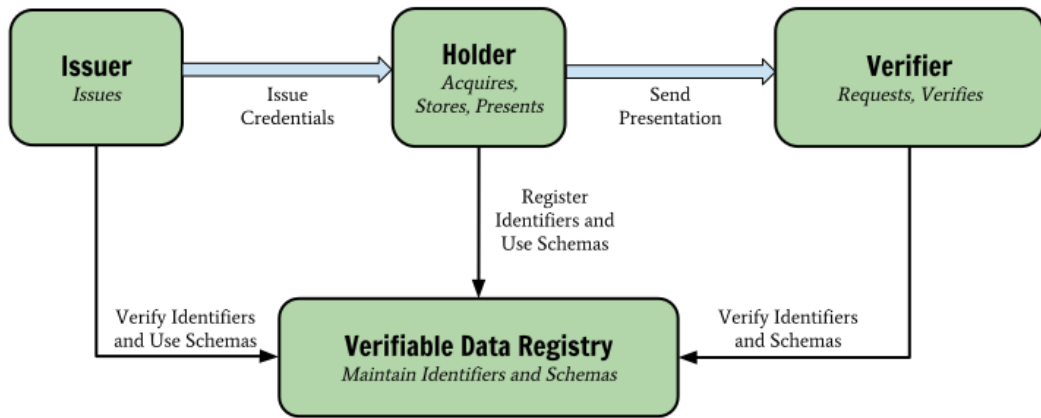 Issuer
Issues
Issue
Credentials
Holder
Acquires,
Stores, Presents
Send
Presentation
Verifier
Requests, Verifies
Register
Identifiers and
Use Schemas
Verify Identifiers
and Use Schemas
Verifiable Data Registry
Maintain Identifiers and Schemas
Verify Identifiers
and Schemas